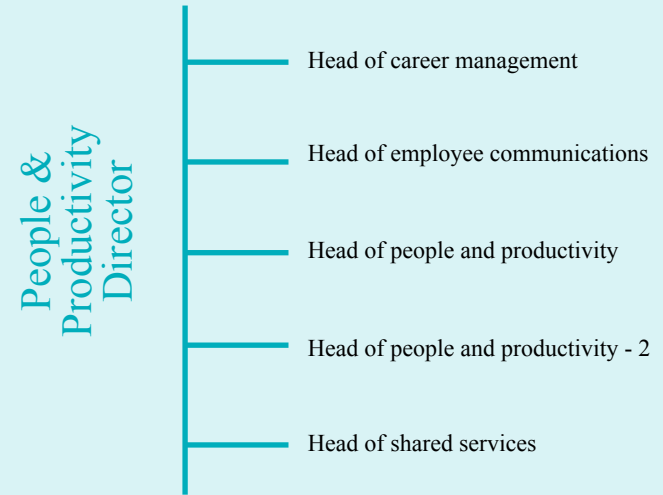 People &
Productivity
Director
Head of career management
Head of employee communications
Head of people and productivity
Head of people and productivity - 2
Head of shared services